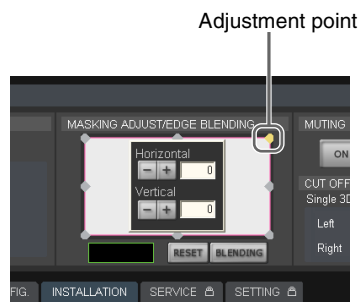 Adjustment point
MASKING ADJUST/EDGE BLENDING
MUTING
Horizontal
- + 0
ON
Vertical
- + 0
CUT OFF
Single 3D
Left
RESET BLENDING
Right
FIG. INSTALLATION SERVICE SETTING